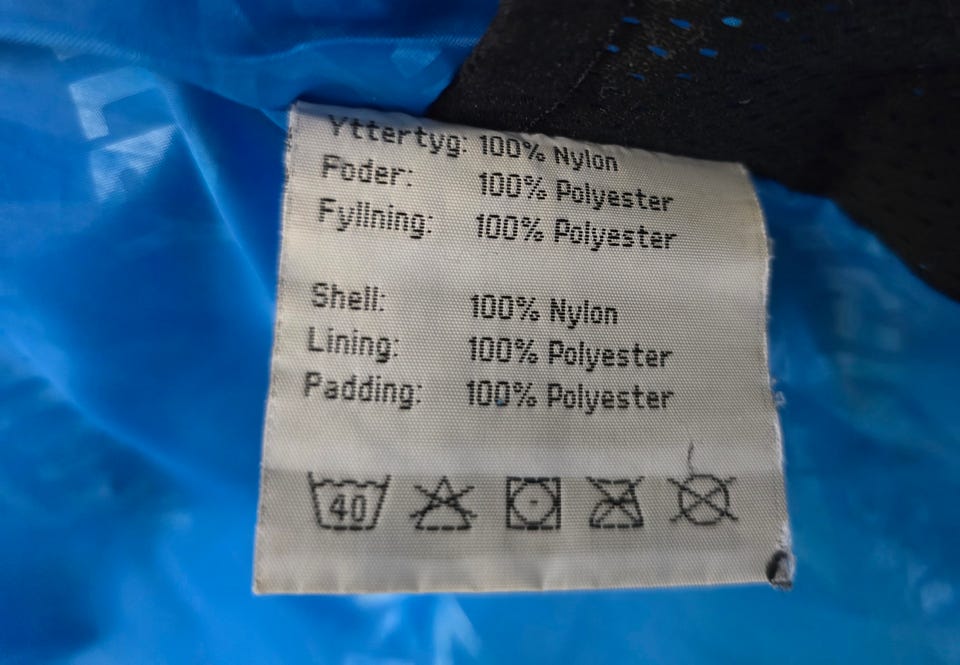 Yttertyg: 100% Nylon
Foder: 100% Polyester
Fyllning: 100% Polyester
Shell: 100% Nylon
Lining: 100% Polyester
Padding: 100% Polyester
40